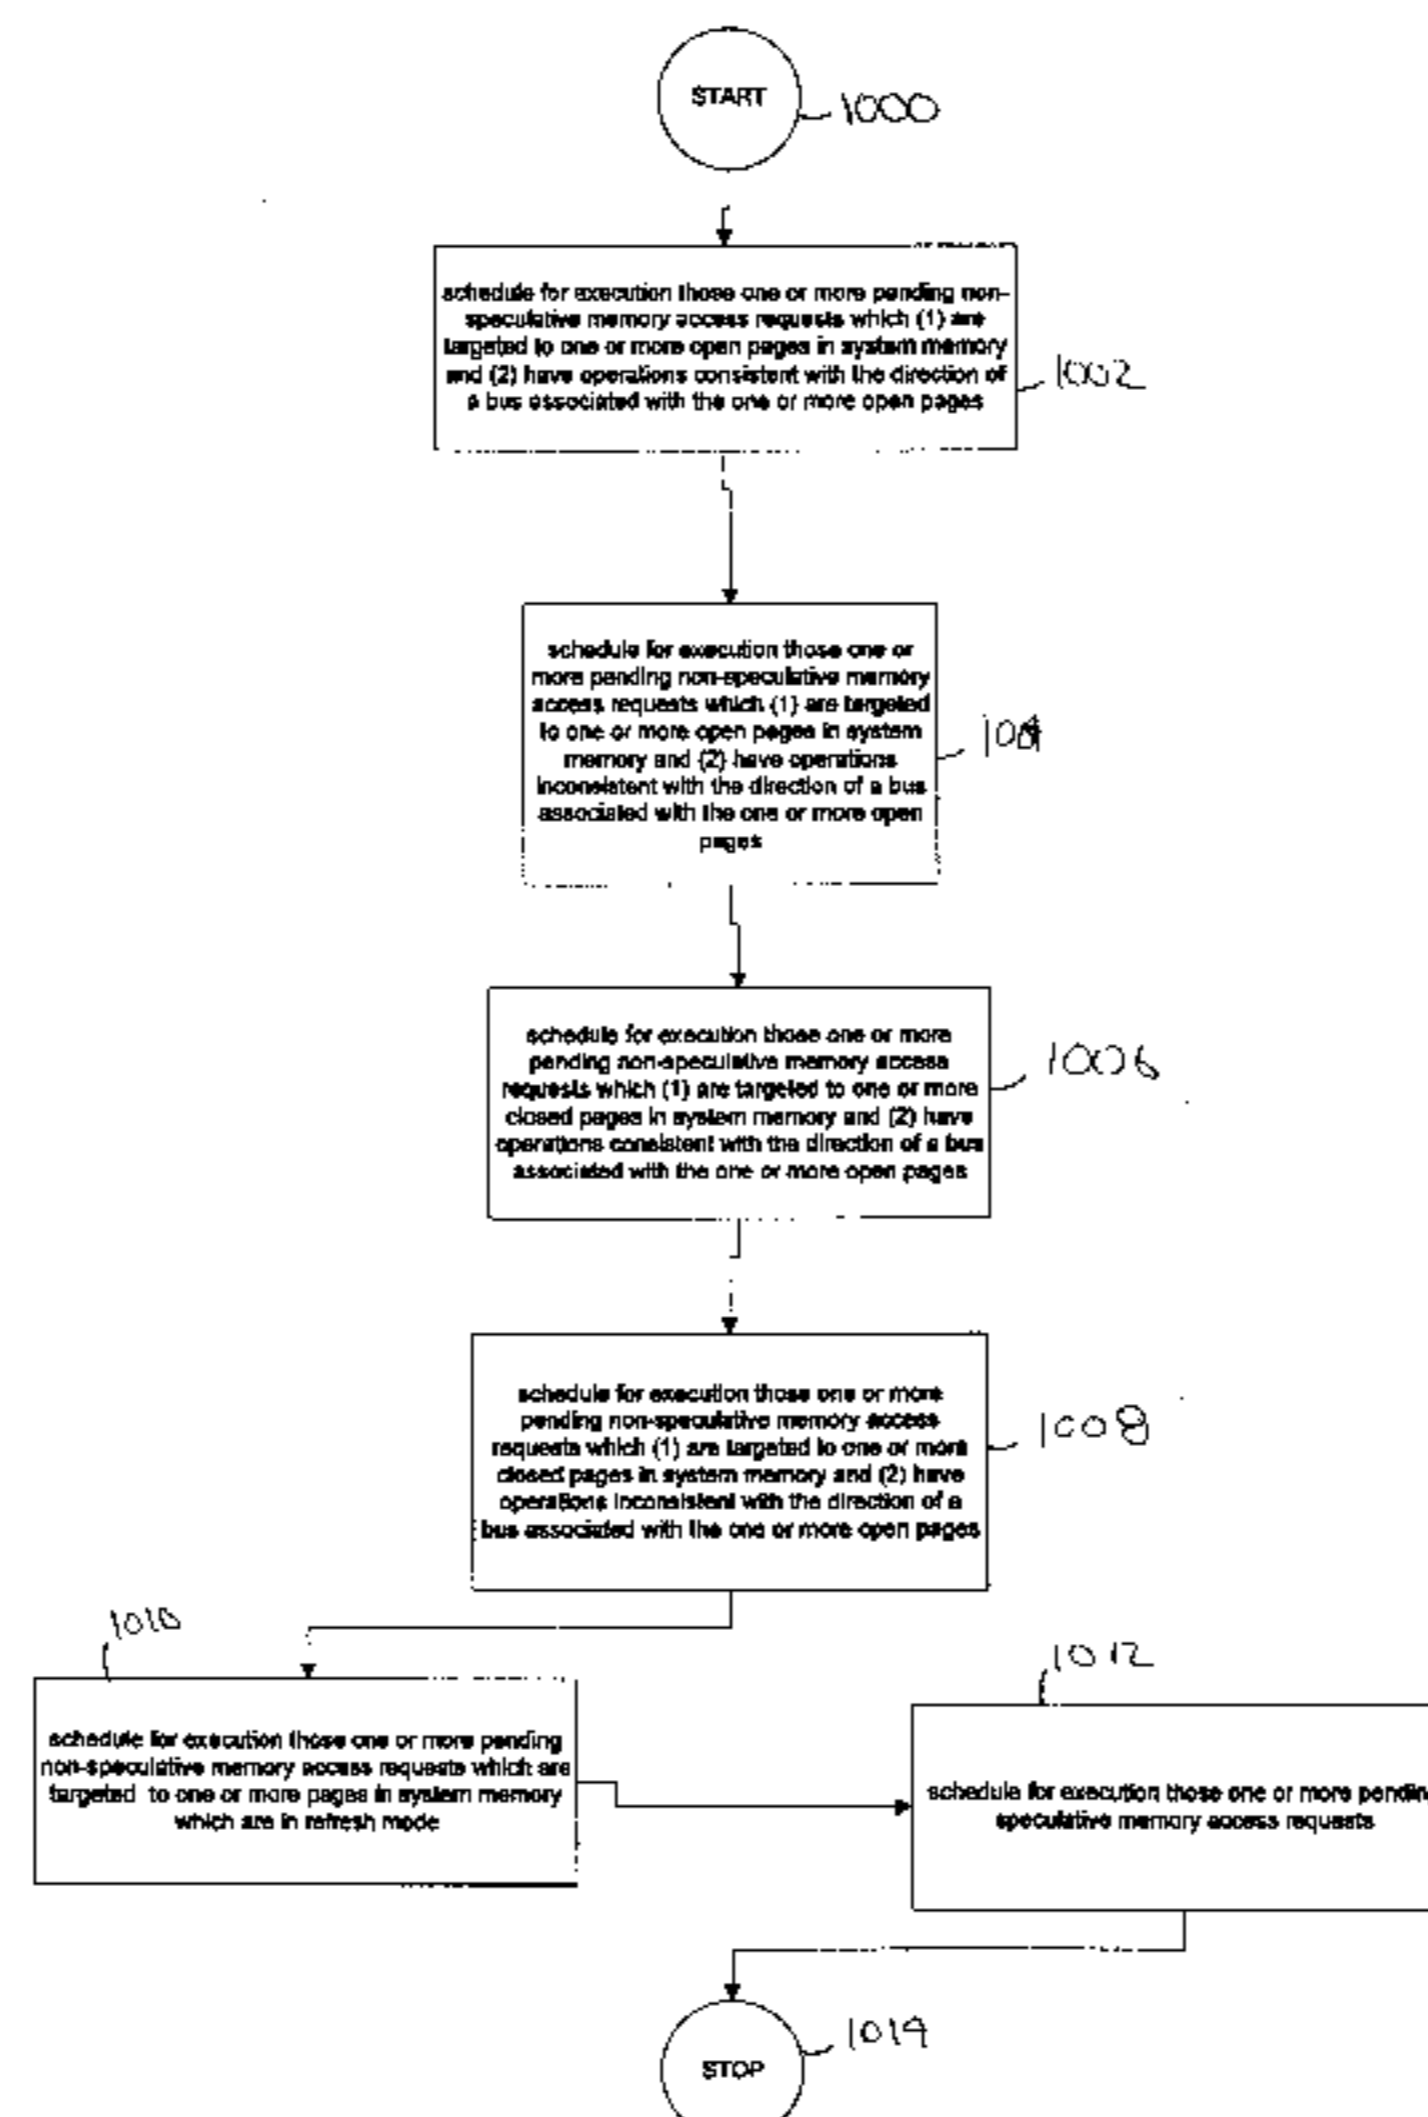 START
1000
schedule for execution those one or more pending non-
speculative memory access requests which (1) are
targeted to one or more open pages in system memory
and (2) have operations consistent with the direction of
a bus associated with the one or more open pages
1002
schedule for execution those one or
more pending non-speculative memory
access requests which (1) are targeted
to one or more open pages in system
memory and (2) have operations
inconsistent with the direction of a bus
associated with the one or more open
pages
1004
schedule for execution those one or more
pending non-speculative memory access
requests which (1) are targeted to one or more
closed pages in system memory and (2) have
operations consistent with the direction of a bus
associated with the one or more open pages
1006
schedule for execution those one or more
pending non-speculative memory access
requests which (1) are targeted to one or more
closed pages in system memory and (2) have
operations inconsistent with the direction of a
bus associated with the one or more open pages
1008
1010
schedule for execution those one or more pending
non-speculative memory access requests which are
targeted to one or more pages in system memory
which are in refresh mode
1012
schedule for execution those one or more pendin
speculative memory access requests
STOP
1014